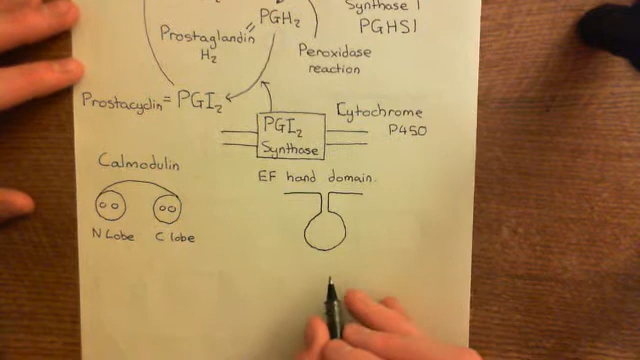 Synthase 1
PGHS1
PGH2
Prostaglandin =
H2
Peroxidase
reaction
Prostacyclin = PGI2
Cytochrome
P450
PGI2
Synthase
Calmodulin
EF hand domain.
N Lobe
C lobe